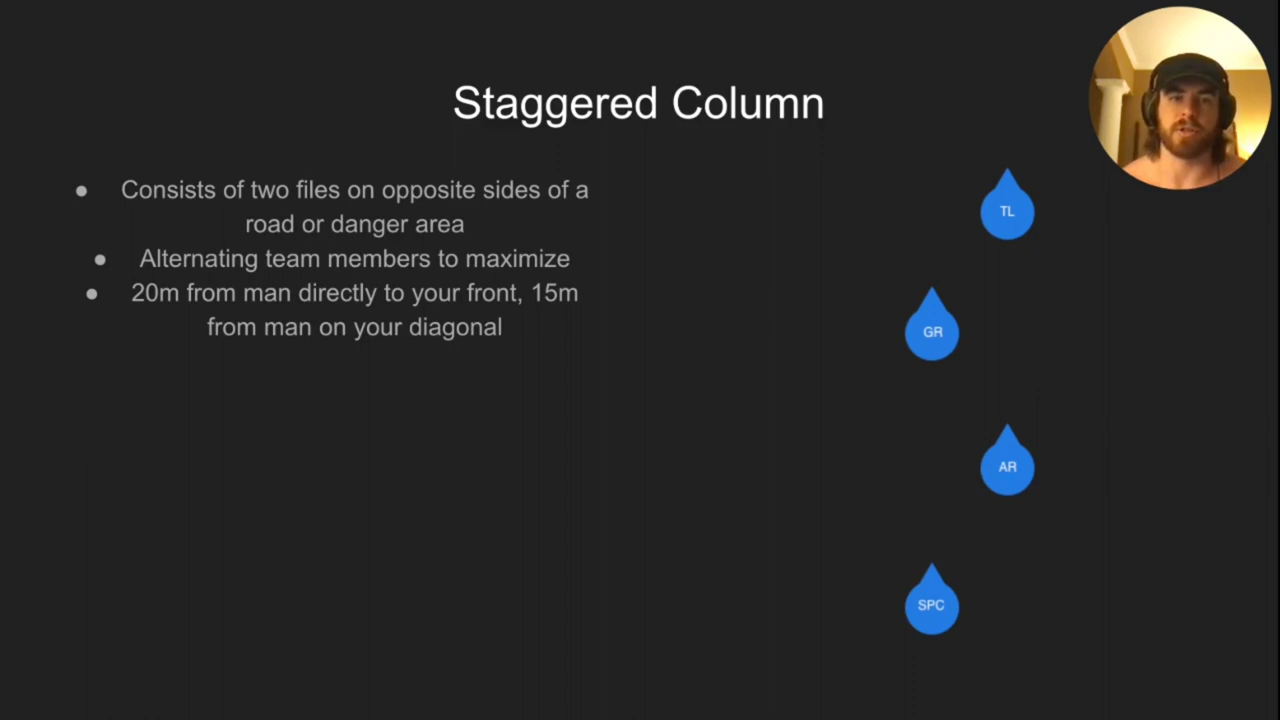 Staggered Column
● Consists of two files on opposite sides of a
road or danger area
● Alternating team members to maximize
● 20m from man directly to your front, 15m
from man on your diagonal
TL
GR
AR
SPC